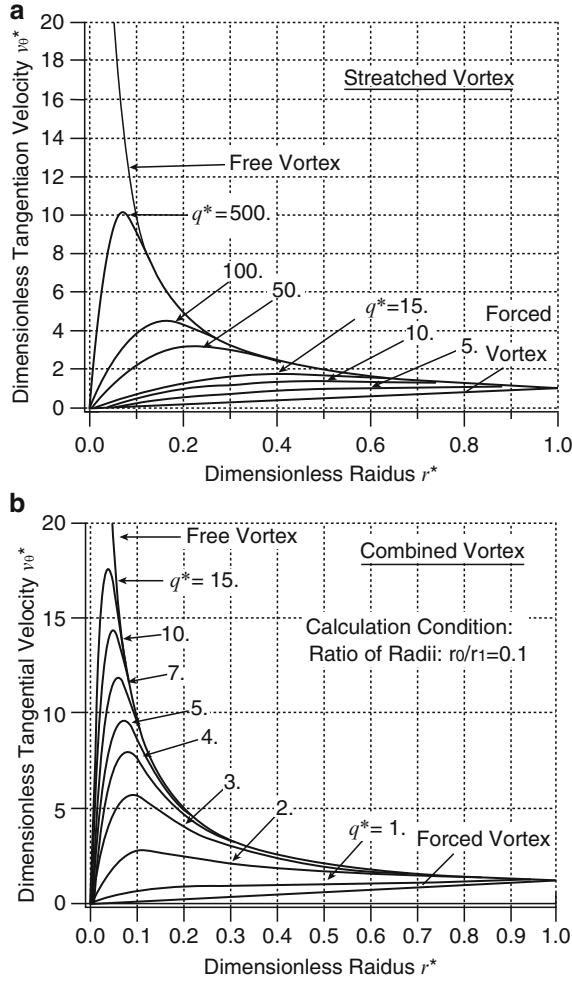 a
Dimensionless Tangentiaon Velocity vθ*
20
18
16
14
12
10
8
6
4
2
0
Streatched Vortex
Free Vortex
q*=500.
100.
50.
q*=15.
10.
5.
Forced
Vortex
0.0 0.2 0.4 0.6 0.8 1.0
Dimensionless Raidus r*
b
Dimensionless Tangential Velocity vθ*
20
15
10
5
0
Free Vortex
Combined Vortex
q*= 15.
Calculation Condition:
Ratio of Radii: r0/r1=0.1
10.
7.
5.
4.
3.
2.
q*= 1.
Forced Vortex
0.0 0.1 0.2 0.3 0.4 0.5 0.6 0.7 0.8 0.9 1.0
Dimensionless Raidus r*